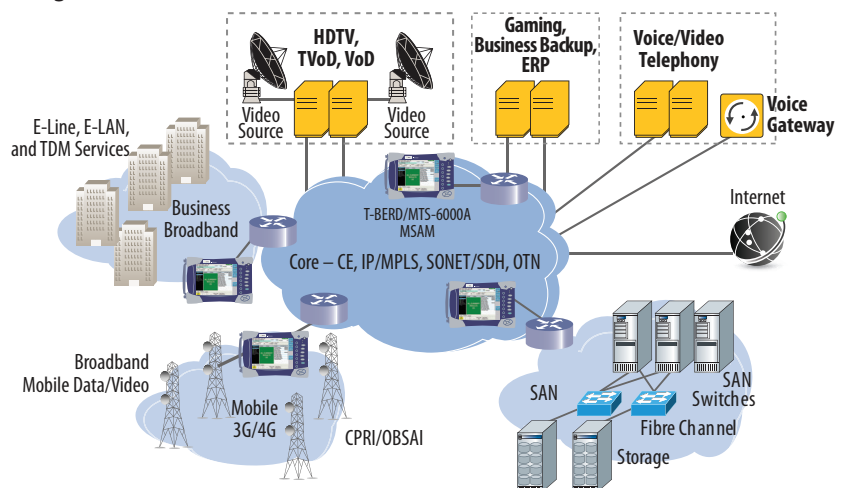 HDTV,
TVoD, VoD
Video
Source
Video
Source
Gaming,
Business Backup,
ERP
Voice/Video
Telephony
Voice
Gateway
E-Line, E-LAN,
and TDM Services
Business
Broadband
T-BERD/MTS-6000A
MSAM
Internet
Core – CE, IP/MPLS, SONET/SDH, OTN
Broadband
Mobile Data/Video
Mobile
3G/4G
CPRI/OBSAI
SAN
SAN
Switches
Fibre Channel
Storage